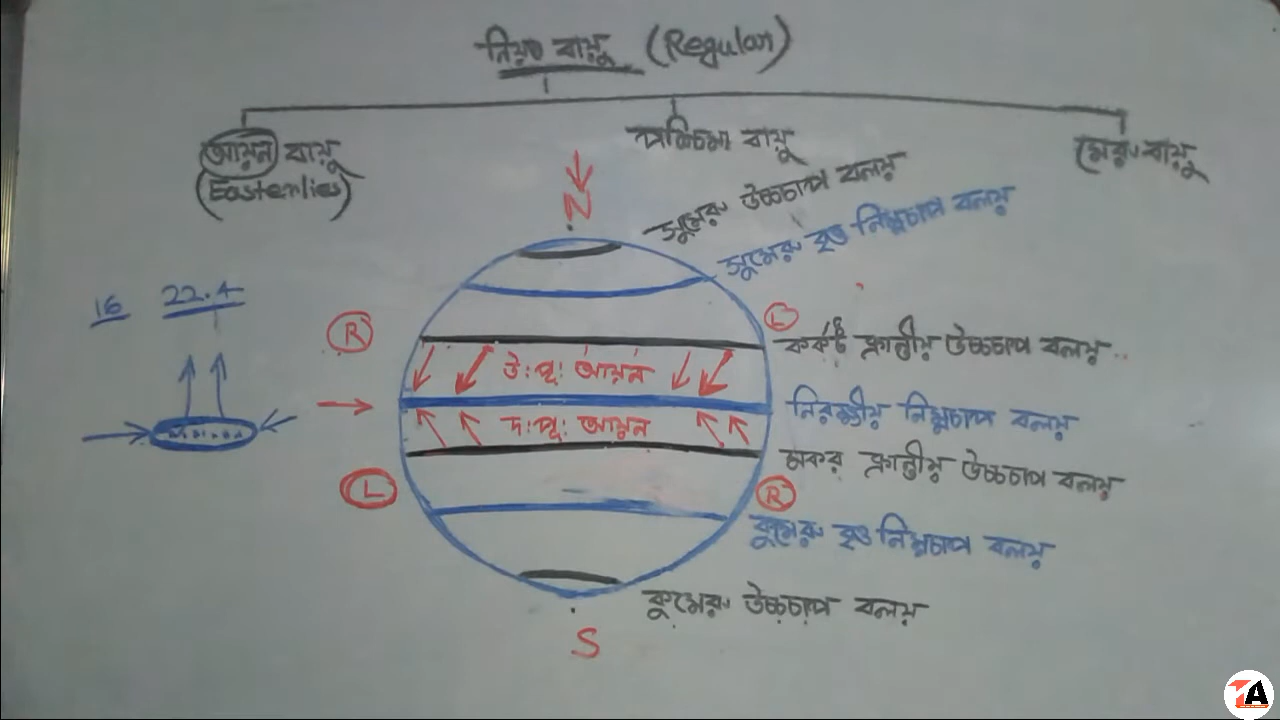 নিয়ত বায়ু (Regular)
আয়ন বায়ু
(Easterlies)
পশ্চিমা বায়ু
মেরু বায়ু
N
সুমেরু উচ্চচাপ বলয়
সুমেরু বৃত্ত নিম্নচাপ বলয়
16 22.4
R
L
কর্কট ক্রান্তীয় উচ্চচাপ বলয়
উঃ পূঃ আয়ন
নিরক্ষীয় নিম্নচাপ বলয়
দঃ পূঃ আয়ন
মকর ক্রান্তীয় উচ্চচাপ বলয়
L
R
কুমেরু বৃত্ত নিম্নচাপ বলয়
কুমেরু উচ্চচাপ বলয়
S